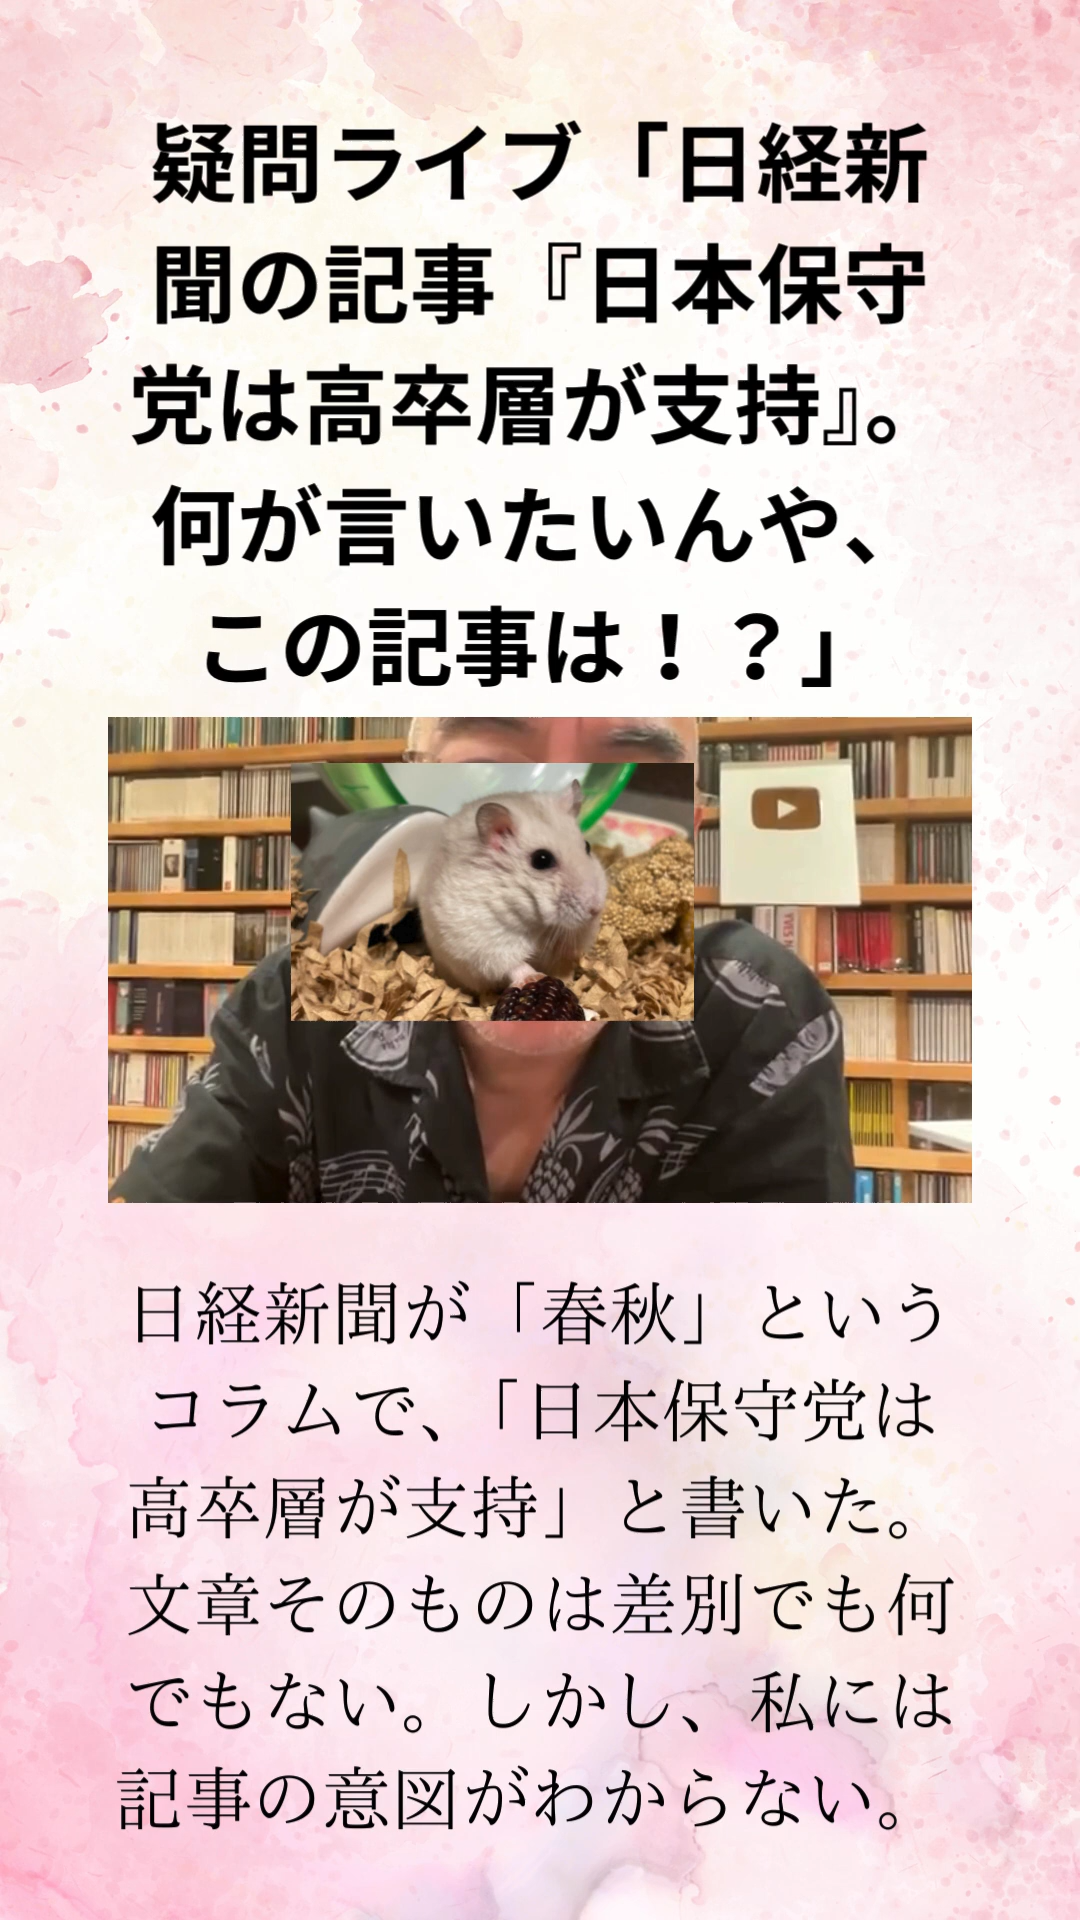 疑問ライブ「日経新
聞の記事『日本保守
党は高卒層が支持』。
何が言いたいんや、
この記事は！？」
日経新聞が「春秋」という
コラムで、「日本保守党は
高卒層が支持」と書いた。
文章そのものは差別でも何
でもない。しかし、私には
記事の意図がわからない。